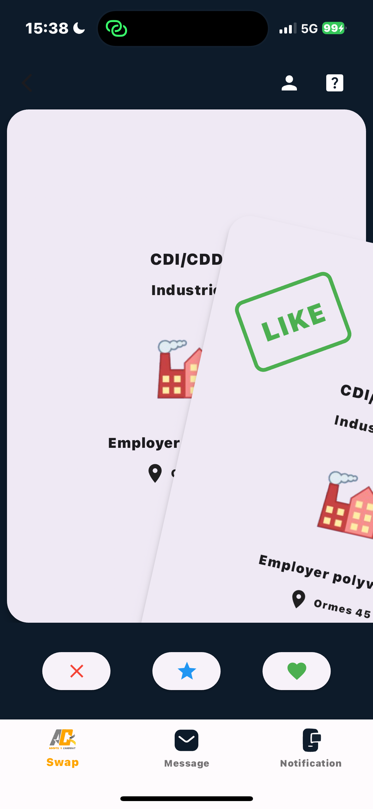 15:38
5G
99
CDI/CDD
Industri
Employer
LIKE
CDI/
Indus
Employer polyv
Ormes 45
Swap
Message
Notification